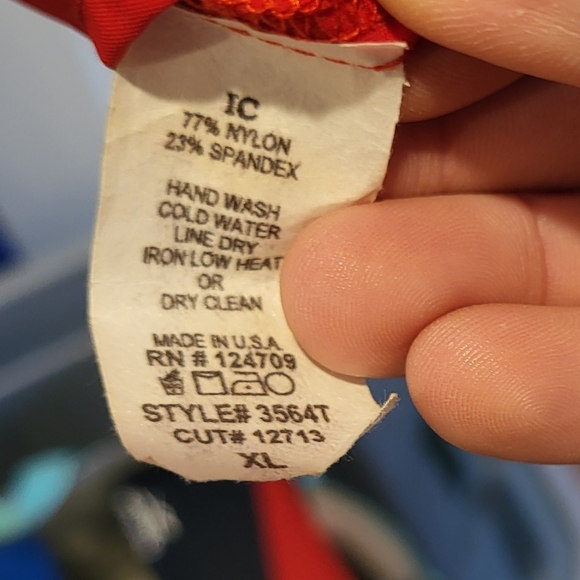 IC
77% NYLON
23% SPANDEX
HAND WASH
COLD WATER
LINE DRY
IRON LOW HEAT
OR
DRY CLEAN
MADE IN U.S.A.
RN # 124709
STYLE# 3564T
CUT# 12713
XL